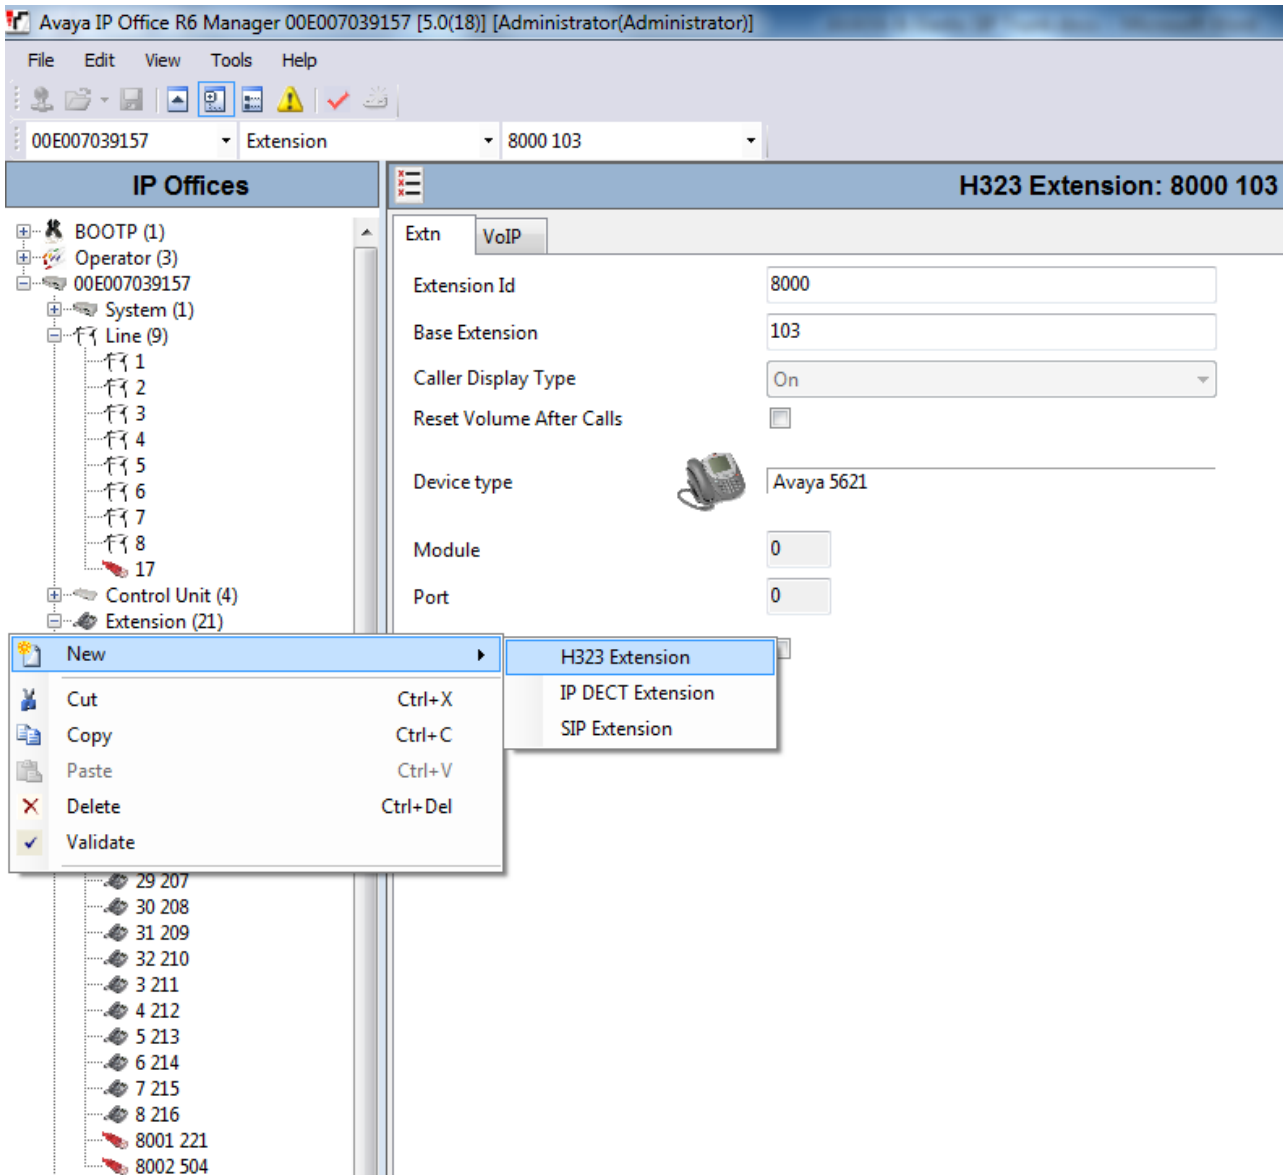 Avaya IP Office R6 Manager 00E007039157 [5.0(18)] [Administrator(Administrator)]
File Edit View Tools Help
00E007039157 Extension 8000 103
IP Offices
H323 Extension: 8000 103
BOOTP (1)
Operator (3)
00E007039157
System (1)
Line (9)
1
2
3
4
5
6
7
8
17
Control Unit (4)
Extension (21)
Extn VoIP
Extension Id 8000
Base Extension 103
Caller Display Type On
Reset Volume After Calls
Device type Avaya 5621
Module 0
Port 0
New
Cut Ctrl+X
Copy Ctrl+C
Paste Ctrl+V
Delete Ctrl+Del
Validate
H323 Extension
IP DECT Extension
SIP Extension
29 207
30 208
31 209
32 210
3 211
4 212
5 213
6 214
7 215
8 216
8001 221
8002 504